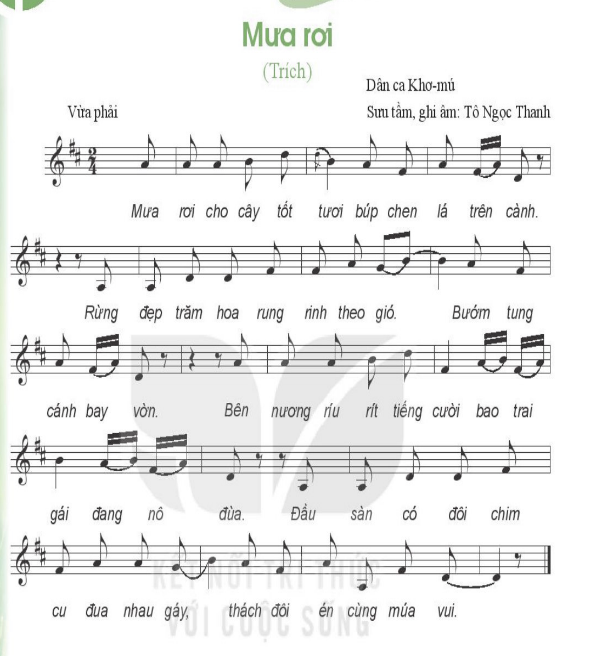 Mưa rơi
(Trích)
Dân ca Khơ-mú
Vừa phải
Sưu tầm, ghi âm: Tô Ngọc Thanh
2
4
Mưa rơi cho cây tốt tươi búp chen lá trên cành.
Rừng đẹp trăm hoa rung rinh theo gió. Bướm tung
cánh bay vờn. Bên nương ríu rít tiếng cười bao trai
gái đang nô đùa. Đầu sàn có đôi chim
cu đua nhau gáy, thách đôi én cùng múa vui.
KẾT NỐI TRI THỨC
VỚI CUỘC SỐNG